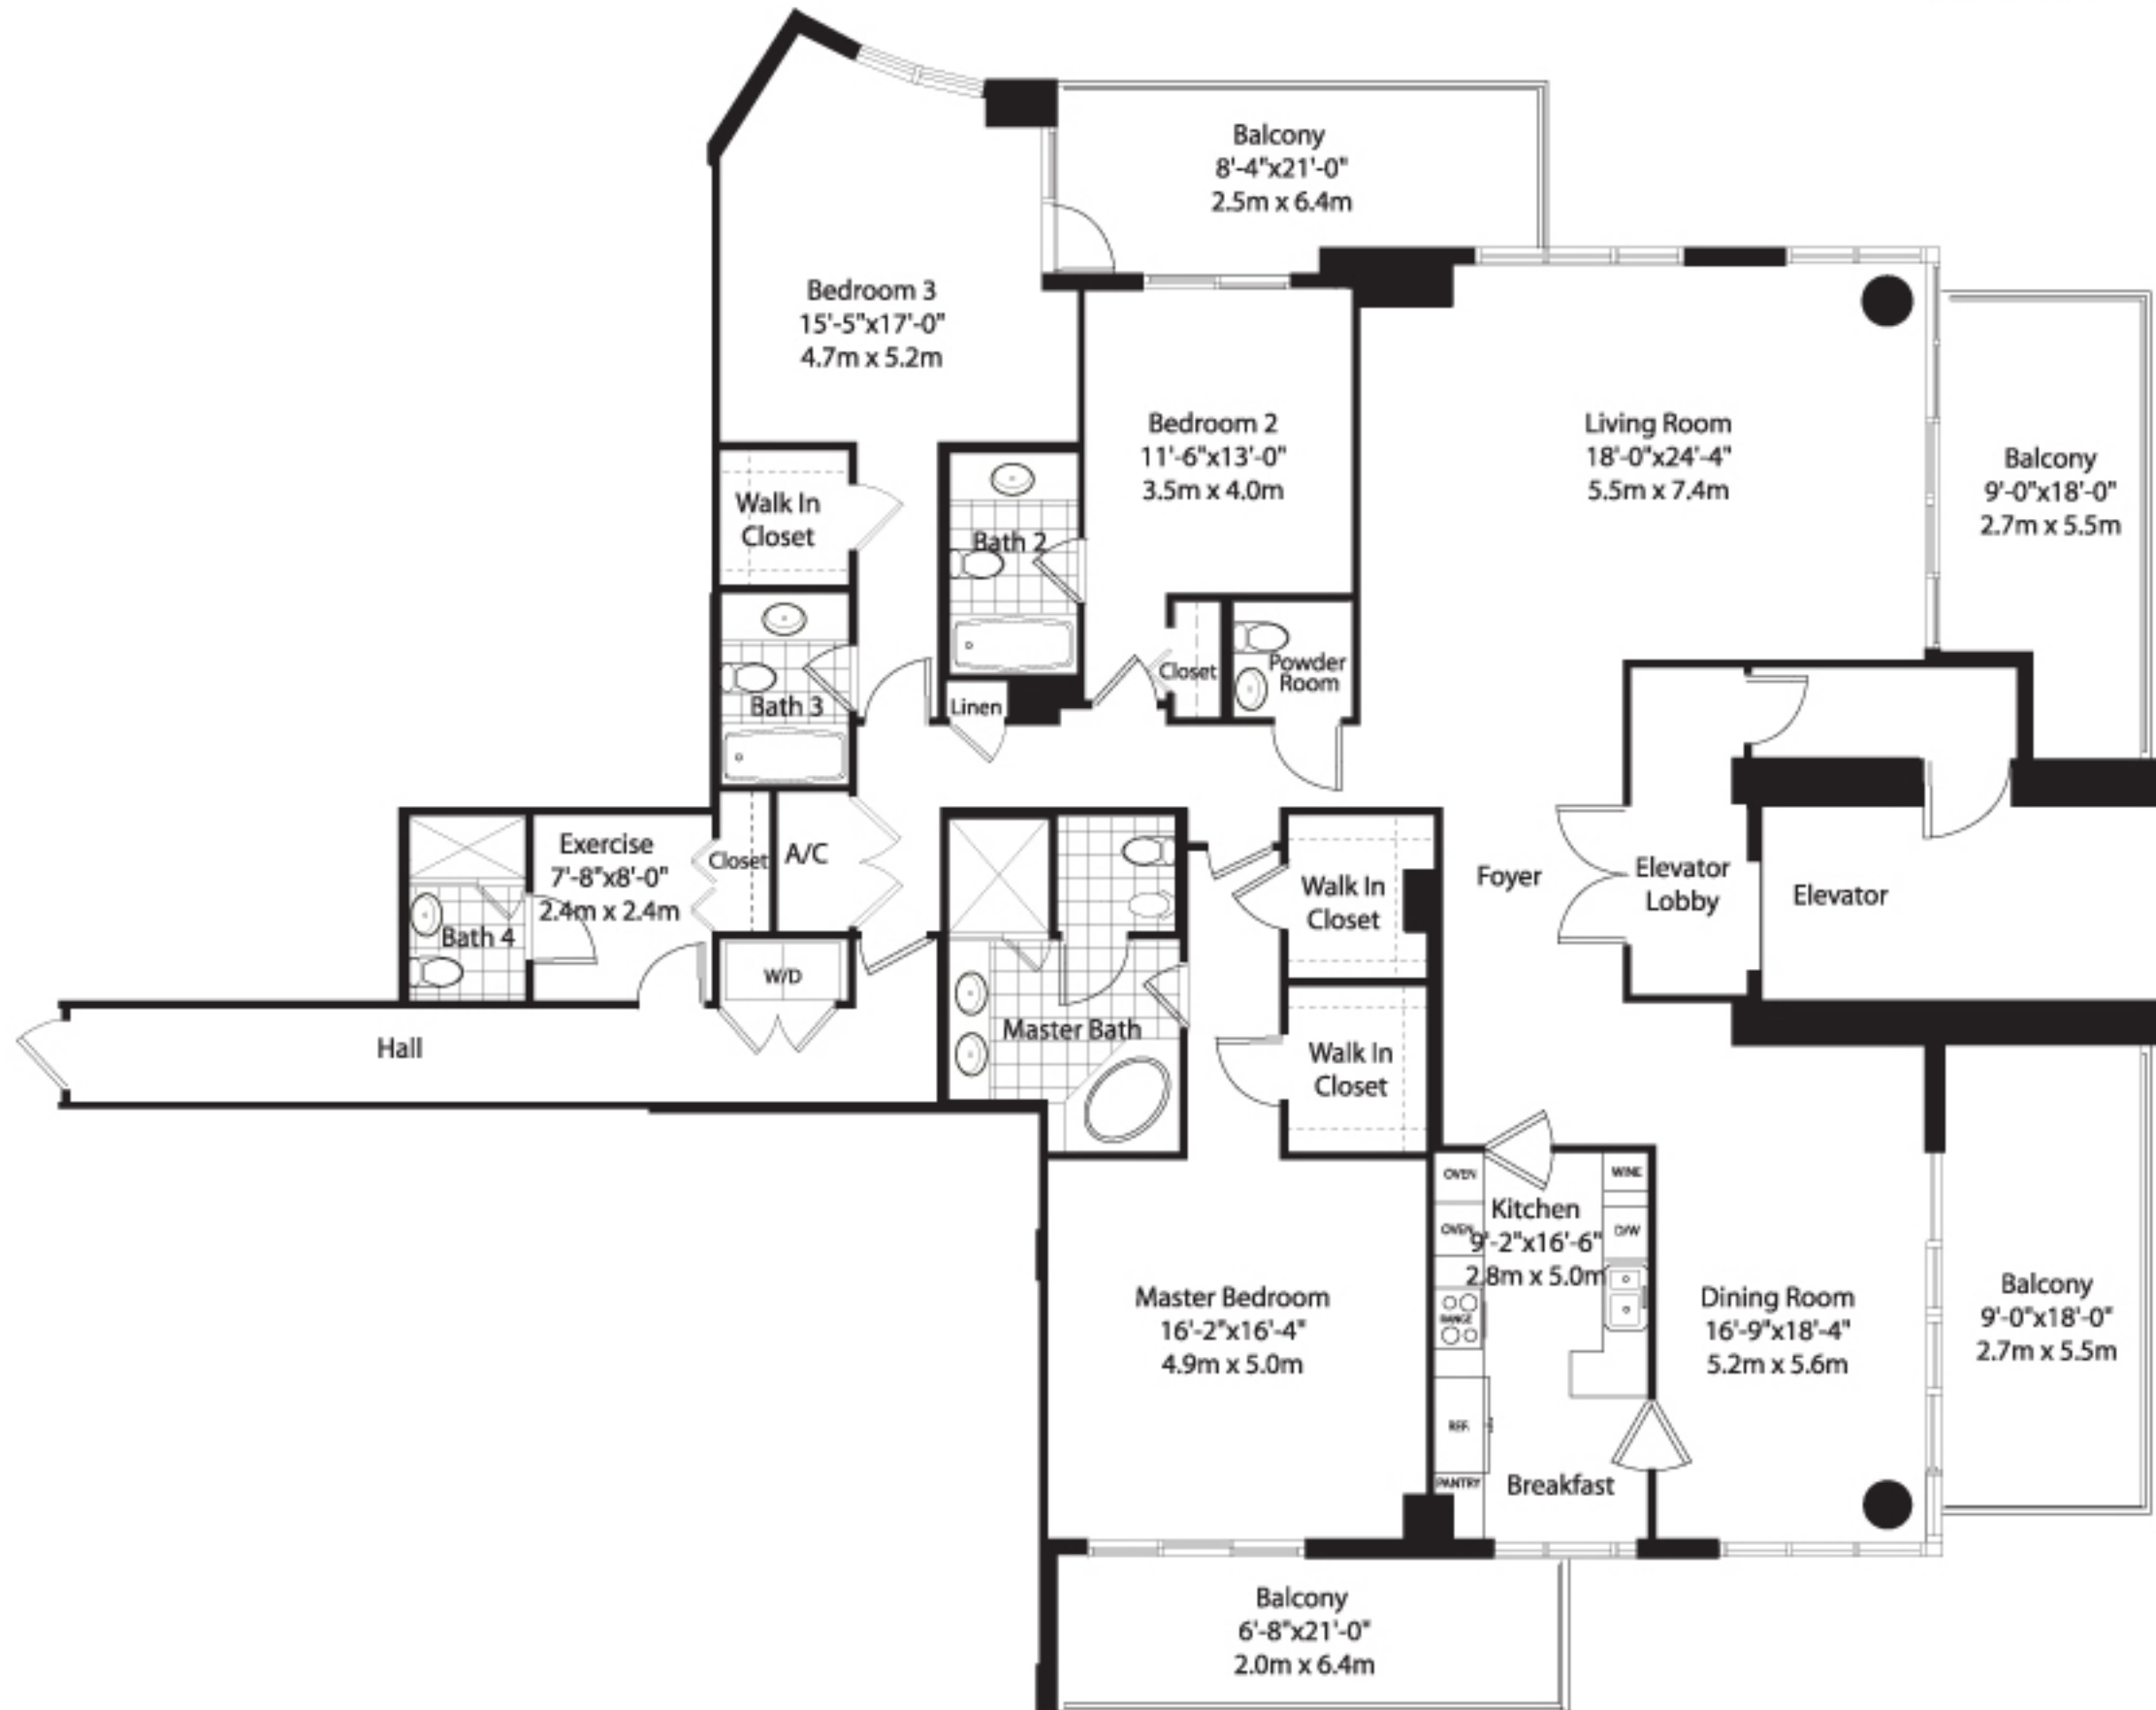 Balcony
8'-4"x21'-0"
2.5m x 6.4m
Bedroom 3
15'-5"x17'-0"
4.7m x 5.2m
Bedroom 2
11'-6"x13'-0"
3.5m x 4.0m
Living Room
18'-0"x24'-4"
5.5m x 7.4m
Balcony
9'-0"x18'-0"
2.7m x 5.5m
Walk In
Closet
Bath 2
Bath 3
Linen
Closet
Powder
Room
Exercise
7'-8"x8'-0"
2.4m x 2.4m
Closet
A/C
Bath 4
W/D
Hall
Master Bath
Walk In
Closet
Walk In
Closet
Foyer
Elevator
Lobby
Elevator
OVEN
OVEN
RANGE
REF.
PANTRY
WINE
D/W
Kitchen
9'-2"x16'-6"
2.8m x 5.0m
Breakfast
Master Bedroom
16'-2"x16'-4"
4.9m x 5.0m
Dining Room
16'-9"x18'-4"
5.2m x 5.6m
Balcony
9'-0"x18'-0"
2.7m x 5.5m
Balcony
6'-8"x21'-0"
2.0m x 6.4m